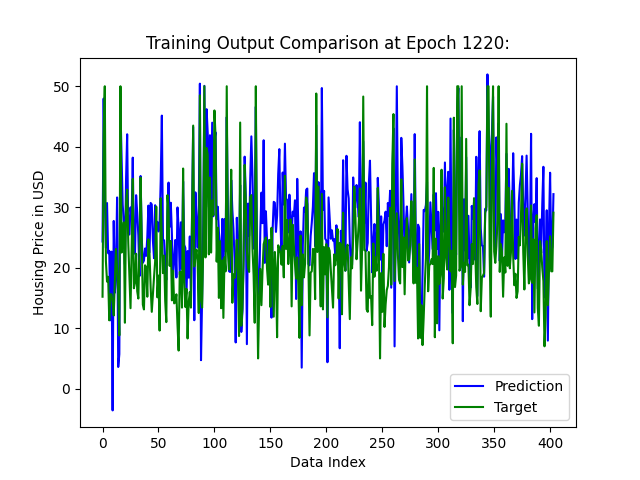 Training Output Comparison at Epoch 1220:
Housing Price in USD
50
40
30
20
10
0
0 50 100 150 200 250 300 350 400
Data Index
Prediction
Target